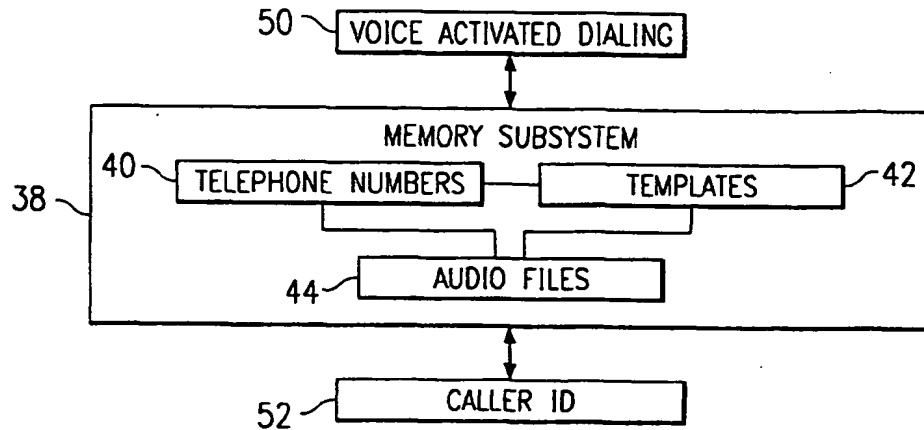 50
VOICE ACTIVATED DIALING
MEMORY SUBSYSTEM
40
TELEPHONE NUMBERS
TEMPLATES
42
38
AUDIO FILES
44
CALLER ID
52